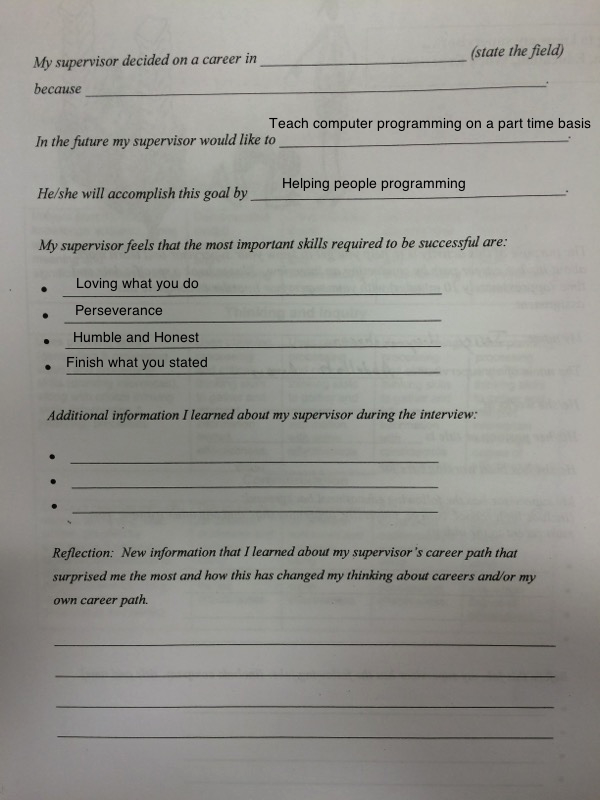 My supervisor decided on a career in ____________________ (state the field)
because ____________________.
Teach computer programming on a part time basis
In the future my supervisor would like to ____________________.
Helping people programming
He/she will accomplish this goal by ____________________.
My supervisor feels that the most important skills required to be successful are:
• Loving what you do
• Perseverance
• Humble and Honest
• Finish what you stated
Additional information I learned about my supervisor during the interview:
•
•
•
Reflection: New information that I learned about my supervisor's career path that
surprised me the most and how this has changed my thinking about careers and/or my
own career path.